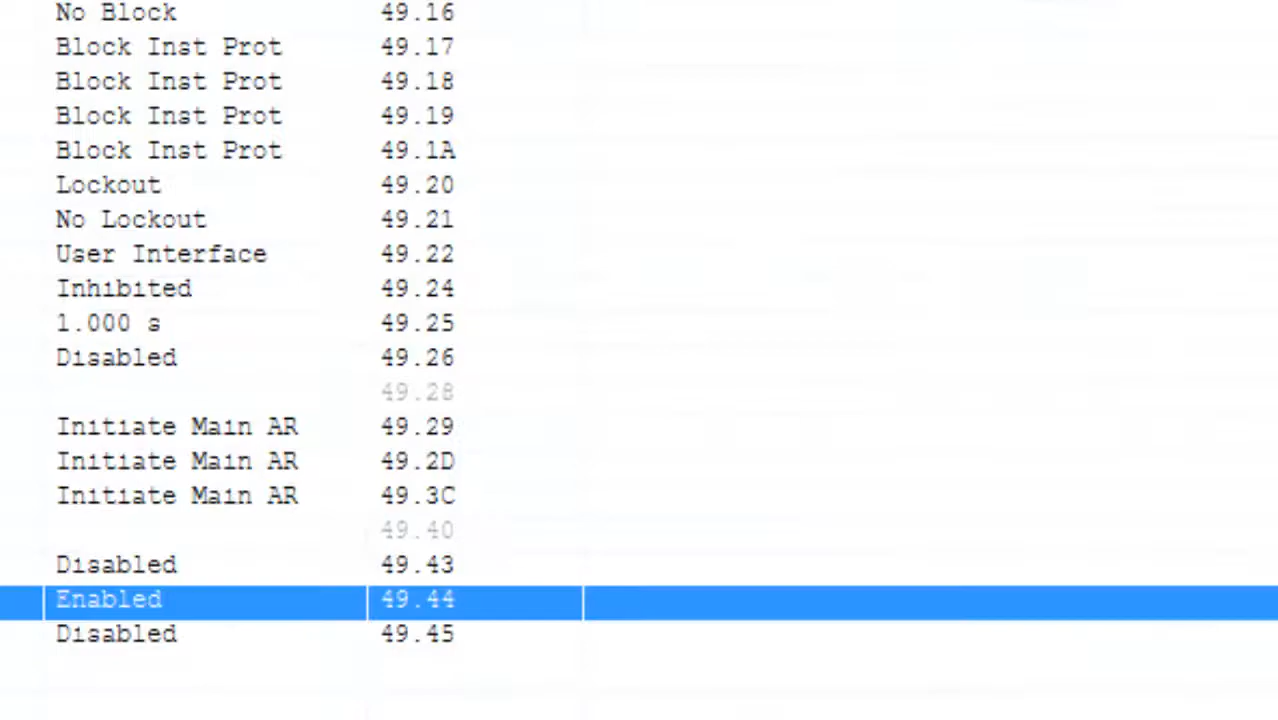 No Block 49.16
Block Inst Prot 49.17
Block Inst Prot 49.18
Block Inst Prot 49.19
Block Inst Prot 49.1A
Lockout 49.20
No Lockout 49.21
User Interface 49.22
Inhibited 49.24
1.000 s 49.25
Disabled 49.26
49.28
Initiate Main AR 49.29
Initiate Main AR 49.2D
Initiate Main AR 49.3C
49.40
Disabled 49.43
Enabled 49.44
Disabled 49.45